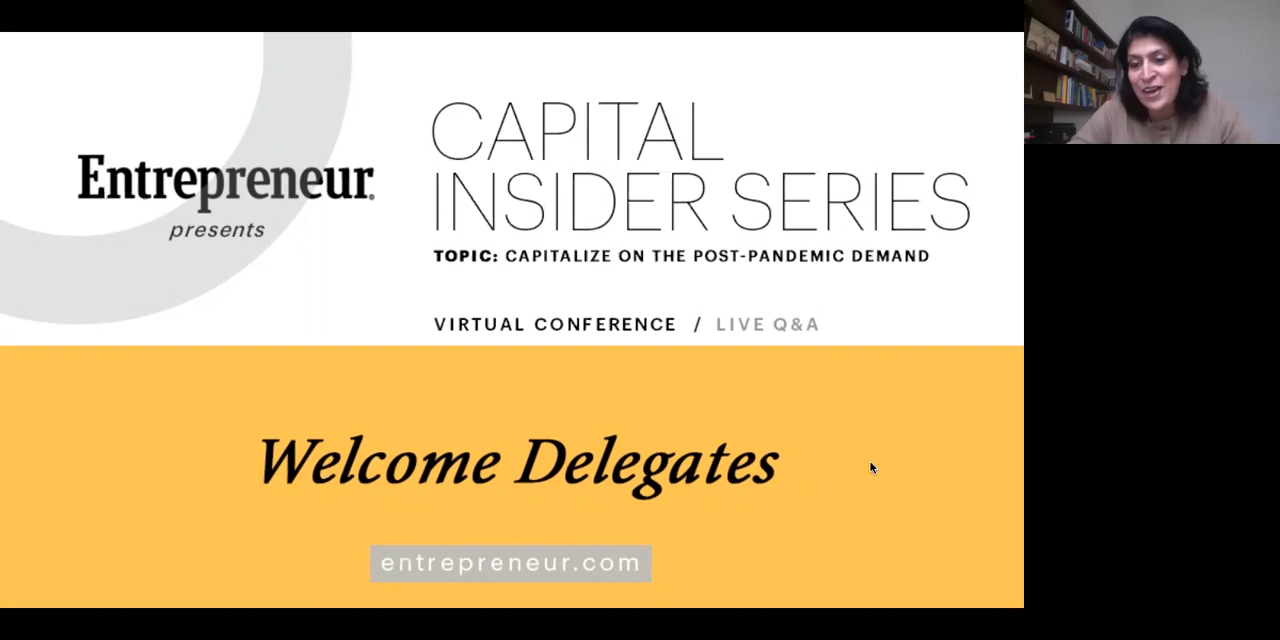 Entrepreneur
presents
CAPITAL
INSIDER SERIES
TOPIC: CAPITALIZE ON THE POST-PANDEMIC DEMAND
VIRTUAL CONFERENCE / LIVE Q&A
Welcome Delegates
entrepreneur.com